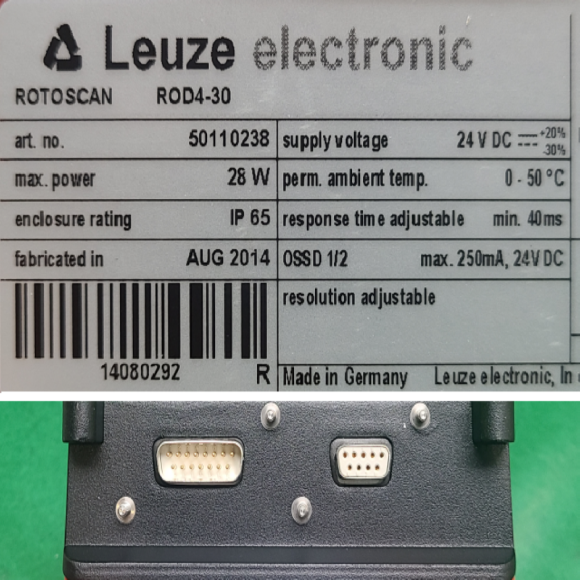 Leuze electronic
ROTOSCAN ROD4-30
art. no. 50110238 supply voltage 24 V DC +20% -30%
max. power 28 W perm. ambient temp. 0 - 50 °C
enclosure rating IP 65 response time adjustable min. 40ms
fabricated in AUG 2014 OSSD 1/2 max. 250mA, 24V DC
resolution adjustable
14080292 R Made in Germany Leuze electronic, In